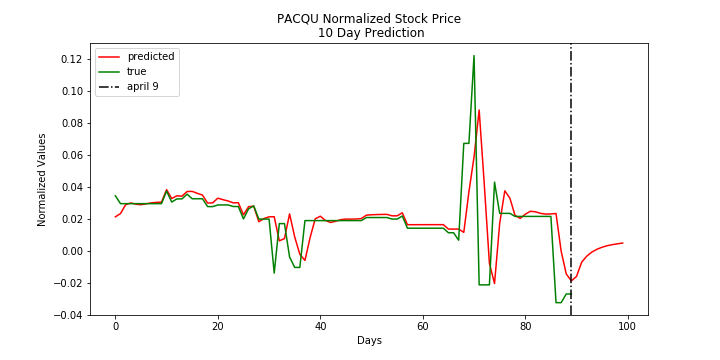 PACQU Normalized Stock Price
10 Day Prediction
predicted
true
april 9
Normalized Values
0.12
0.10
0.08
0.06
0.04
0.02
0.00
−0.02
−0.04
0
20
40
60
80
100
Days